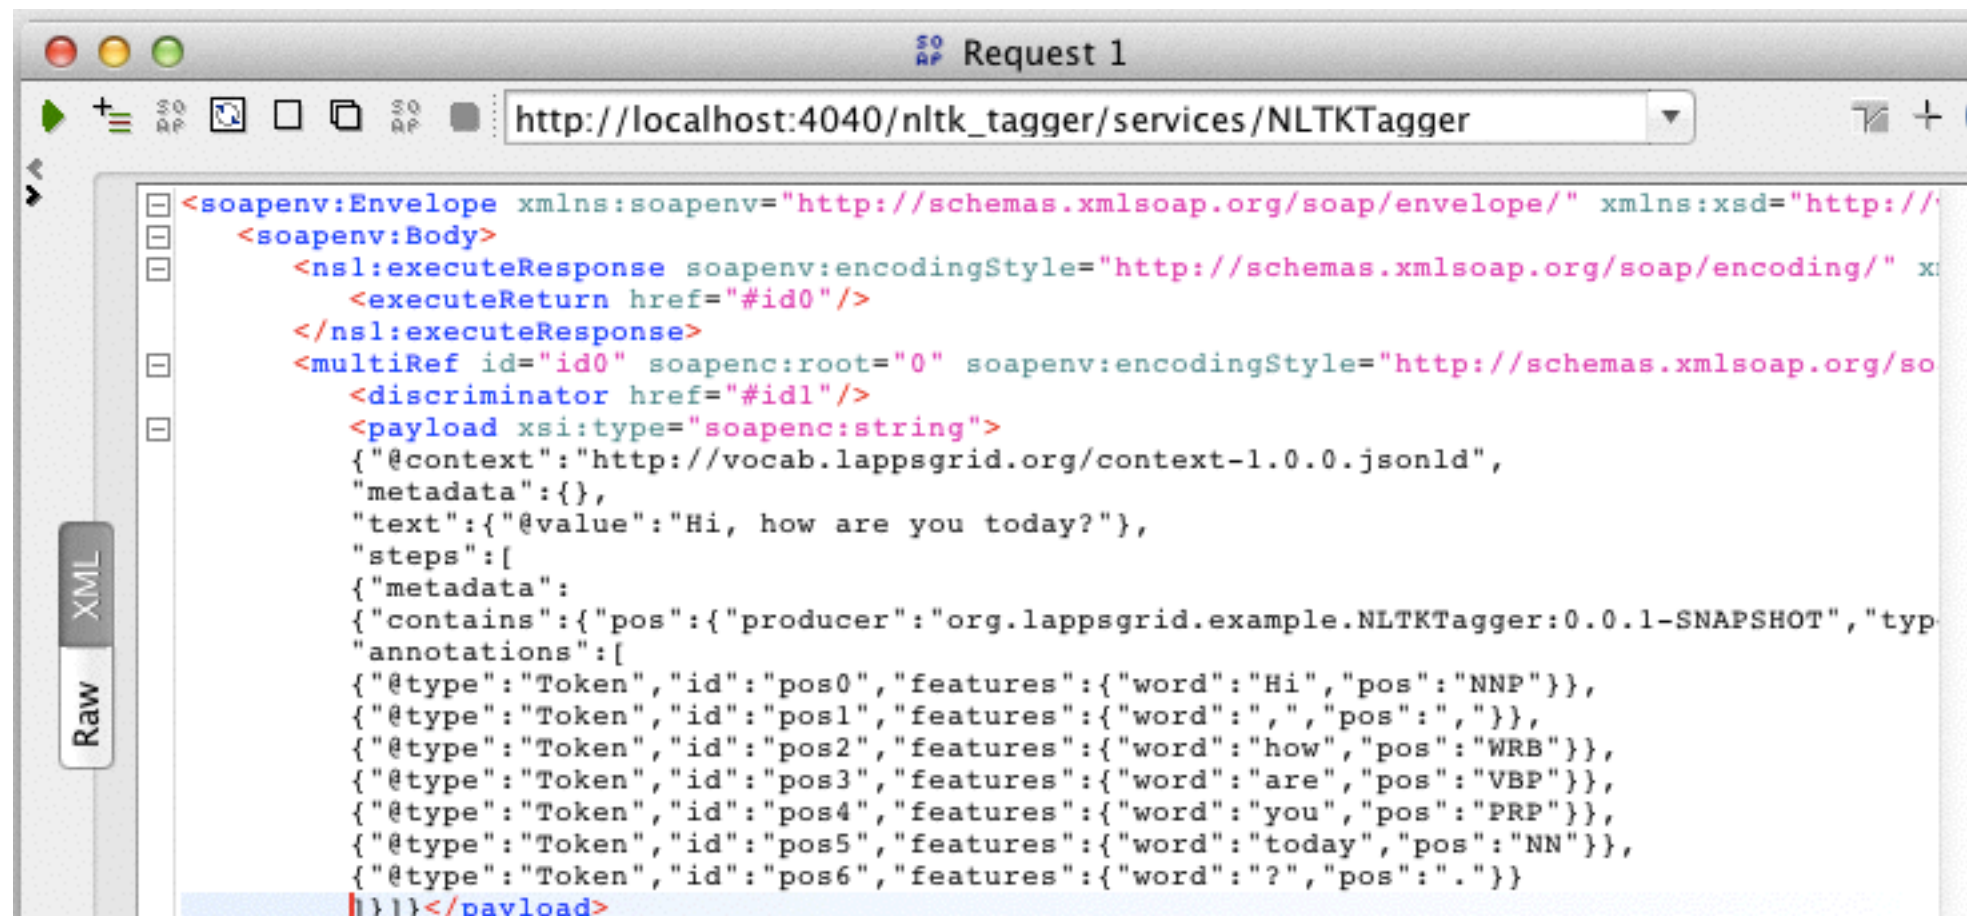 Request 1
http://localhost:4040/nltk_tagger/services/NLTKTagger
<soapenv:Envelope xmlns:soapenv="http://schemas.xmlsoap.org/soap/envelope/" xmlns:xsd="http://
<soapenv:Body>
<ns1:executeResponse soapenv:encodingStyle="http://schemas.xmlsoap.org/soap/encoding/" x
<executeReturn href="#id0"/>
</ns1:executeResponse>
<multiRef id="id0" soapenc:root="0" soapenv:encodingStyle="http://schemas.xmlsoap.org/so
<discriminator href="#id1"/>
<payload xsi:type="soapenc:string">
{"@context":"http://vocab.lappsgrid.org/context-1.0.0.jsonld",
"metadata":{},
"text":{"@value":"Hi, how are you today?"},
"steps":[
{"metadata":
{"contains":{"pos":{"producer":"org.lappsgrid.example.NLTKTagger:0.0.1-SNAPSHOT","typ
"annotations":[
{"@type":"Token","id":"pos0","features":{"word":"Hi","pos":"NNP"}},
{"@type":"Token","id":"pos1","features":{"word":",","pos":","}},
{"@type":"Token","id":"pos2","features":{"word":"how","pos":"WRB"}},
{"@type":"Token","id":"pos3","features":{"word":"are","pos":"VBP"}},
{"@type":"Token","id":"pos4","features":{"word":"you","pos":"PRP"}},
{"@type":"Token","id":"pos5","features":{"word":"today","pos":"NN"}},
{"@type":"Token","id":"pos6","features":{"word":"?","pos":"."}}
]}]}</payload>
XML
Raw